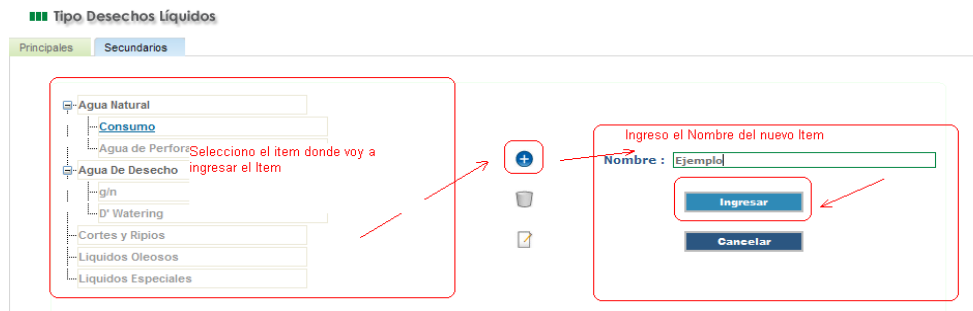 Tipo Desechos Líquidos
Principales Secundarios
Agua Natural
Consumo
Agua de Perfora
Selecciono el item donde voy a
ingresar el Item
Agua De Desecho
g/n
D' Watering
Cortes y Ripios
Liquidos Oleosos
Liquidos Especiales
Ingreso el Nombre del nuevo Item
Nombre : Ejemplo
Ingresar
Cancelar